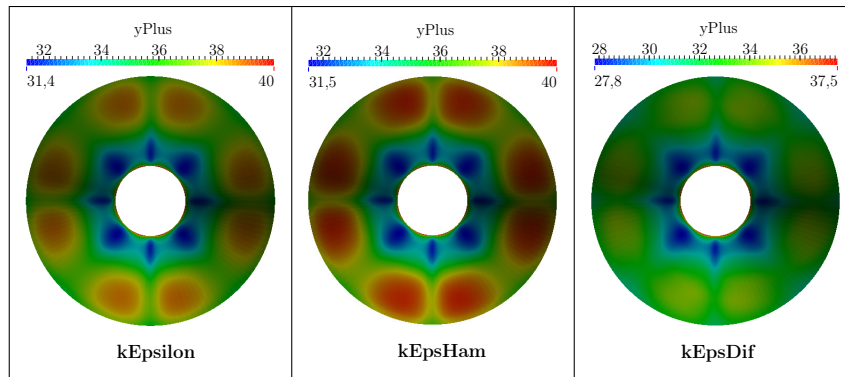 yPlus
32 34 36 38
31,4 40
kEpsilon
yPlus
32 34 36 38
31,5 40
kEpsHam
yPlus
28 30 32 34 36
27,8 37,5
kEpsDif